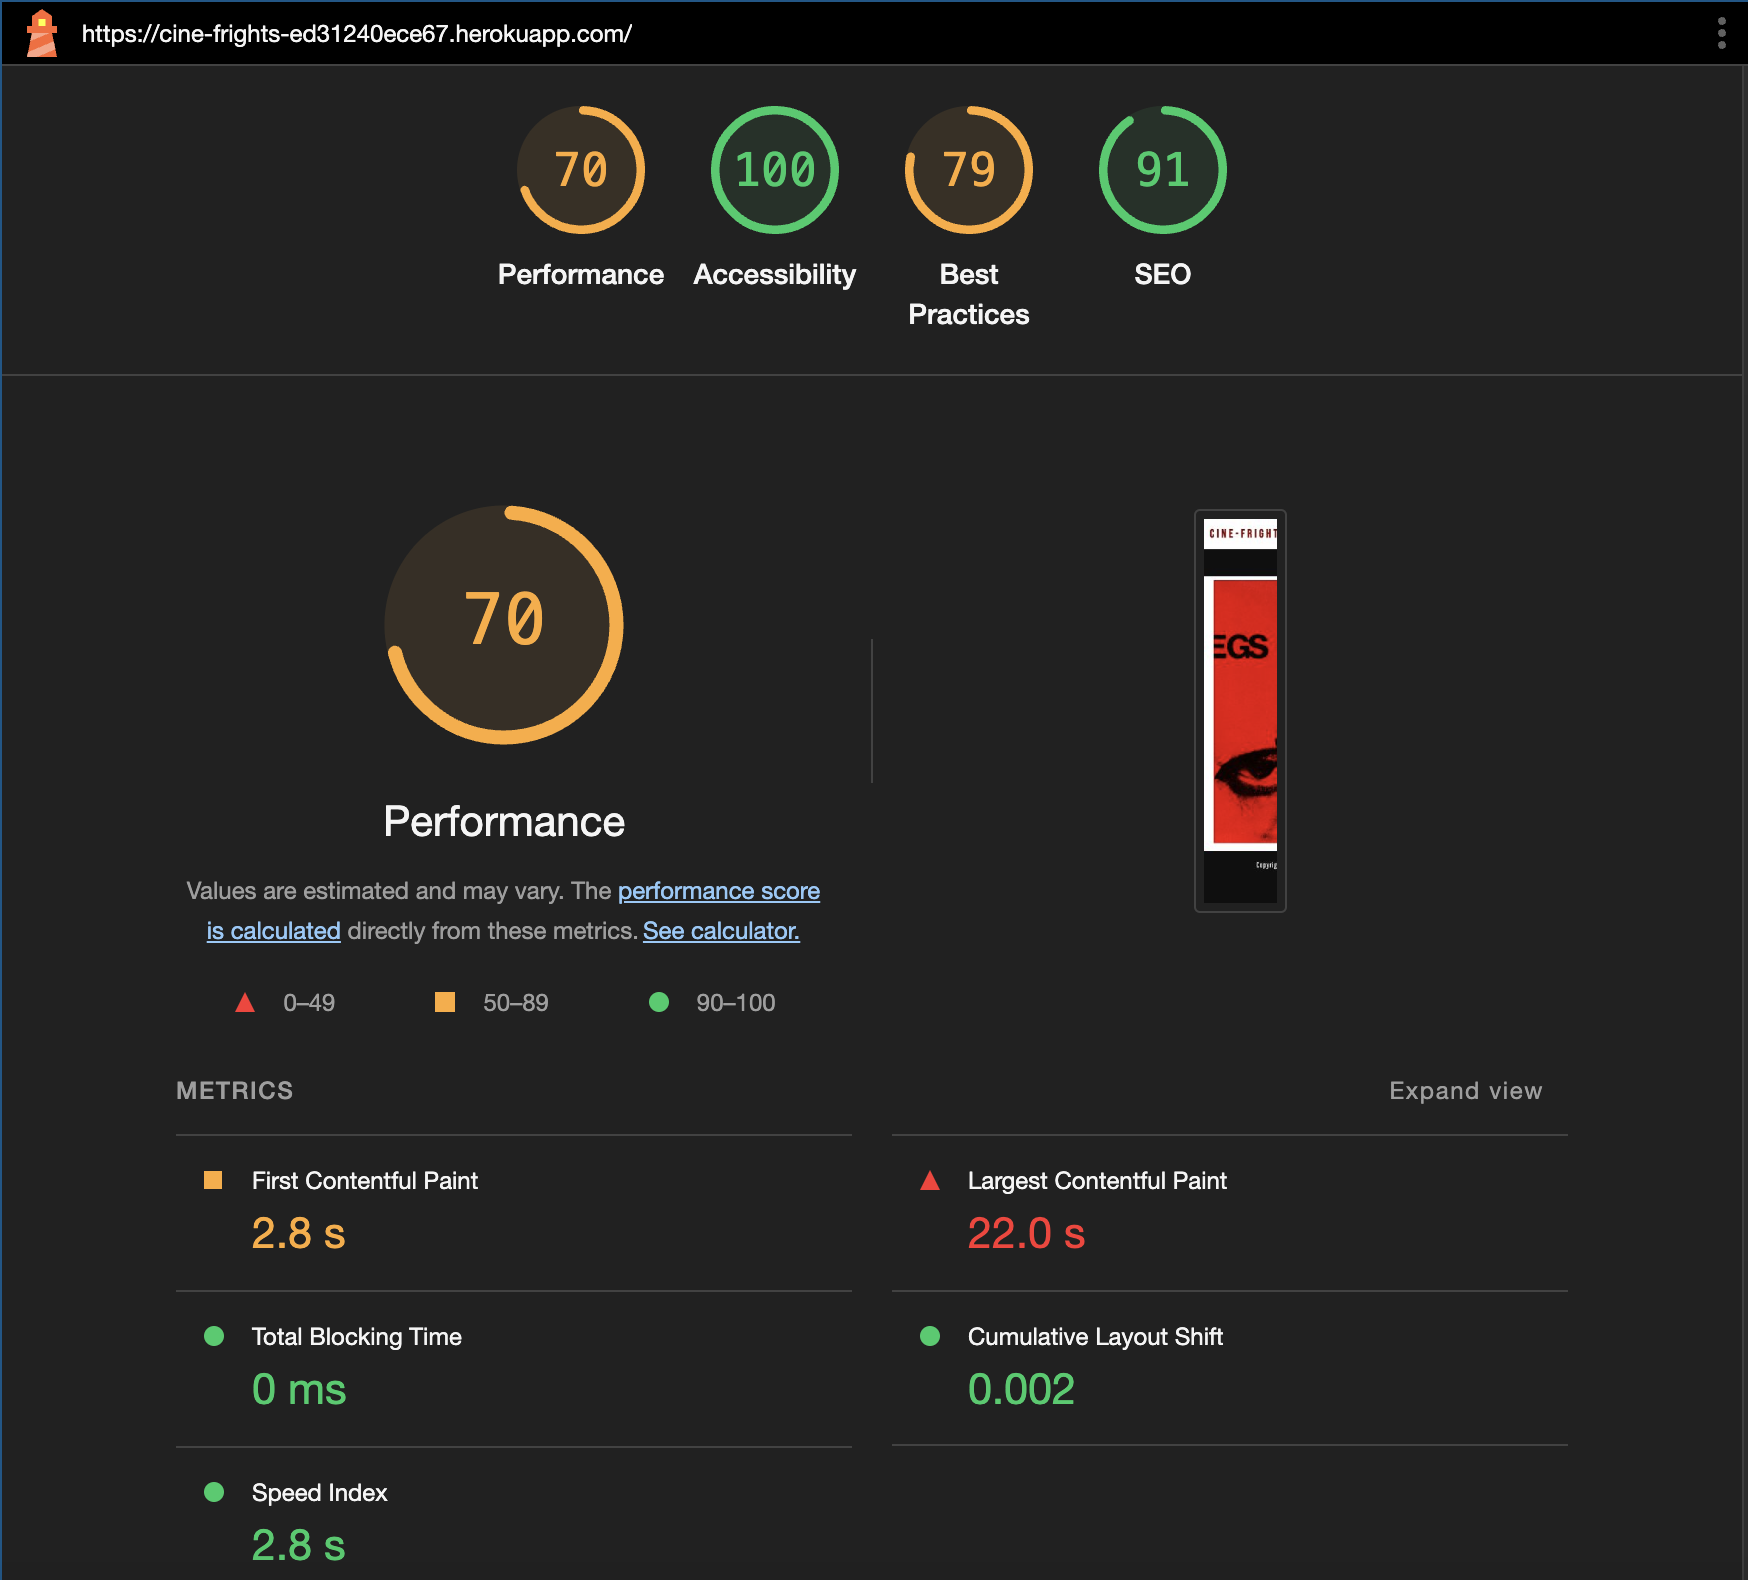 https://cine-frights-ed31240ece67.herokuapp.com/
70
100
79
91
Performance
Accessibility
Best
Practices
SEO
70
Performance
Values are estimated and may vary. The performance score
is calculated directly from these metrics. See calculator.
0–49
50–89
90–100
CINE-FRIGHT
EGS
Copyrig
METRICS
Expand view
First Contentful Paint
2.8 s
Largest Contentful Paint
22.0 s
Total Blocking Time
0 ms
Cumulative Layout Shift
0.002
Speed Index
2.8 s